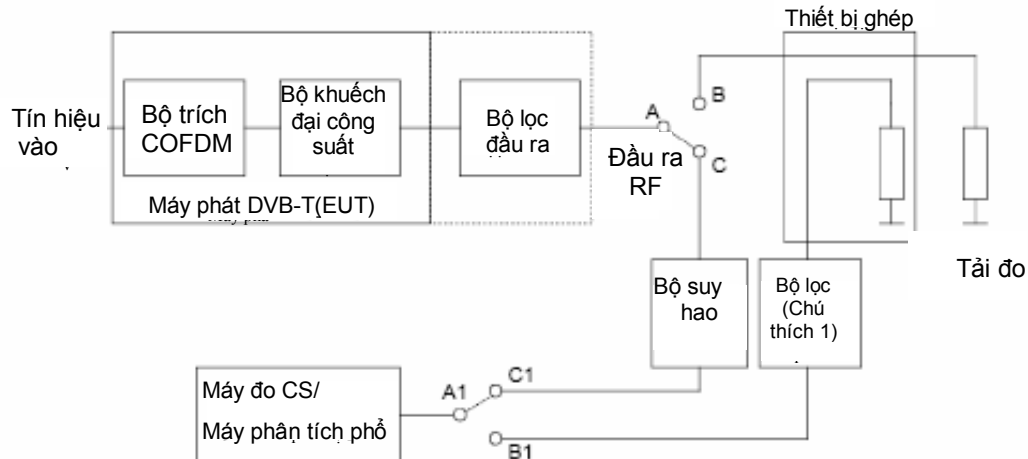 Thiết bị ghép
Tín hiệu
vào
Bộ trích
COFDM
Bộ khuếch
đại công
suất
Bộ lọc
đầu ra
A
B
C
Đầu ra
RF
Máy phát DVB-T(EUT)
Tải đo
Bộ suy
hao
Bộ lọc
(Chú
thích 1)
Máy đo CS/
Máy phân tích phổ
A1
C1
B1